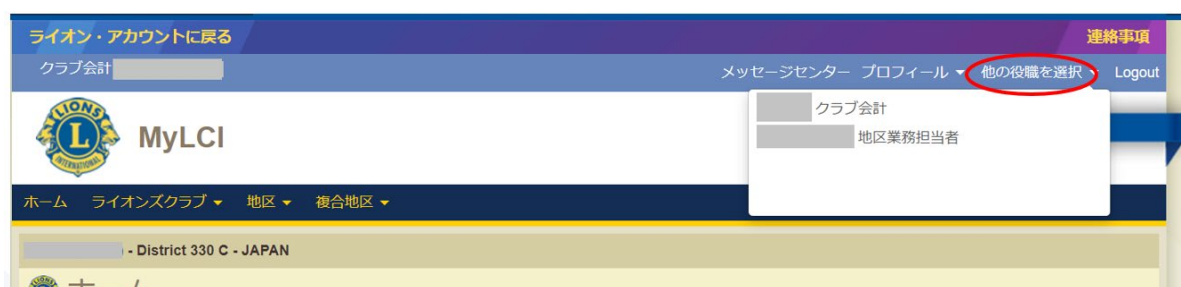 ライオン・アカウントに戻る 連絡事項
クラブ会計 メッセージセンター プロフィール 他の役職を選択 Logout
クラブ会計
地区業務担当者
LIONS
L
INTERNATIONAL
MyLCI
ホーム ライオンズクラブ 地区 複合地区
- District 330 C - JAPAN